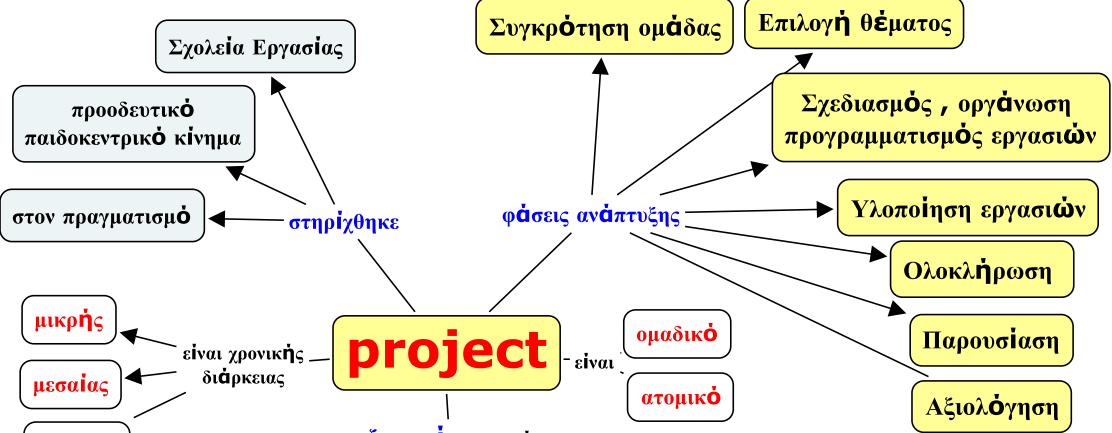 Συγκρότηση ομάδας
Επιλογή θέματος
Σχολεία Εργασίας
Σχεδιασμός , οργάνωση
προγραμματισμός εργασιών
προοδευτικό
παιδοκεντρικό κίνημα
στον πραγματισμό
στηρίχθηκε
φάσεις ανάπτυξης
Υλοποίηση εργασιών
Ολοκλήρωση
Παρουσίαση
Αξιολόγηση
μικρής
μεσαίας
είναι χρονικής
διάρκειας
project
είναι
ομαδικό
ατομικό